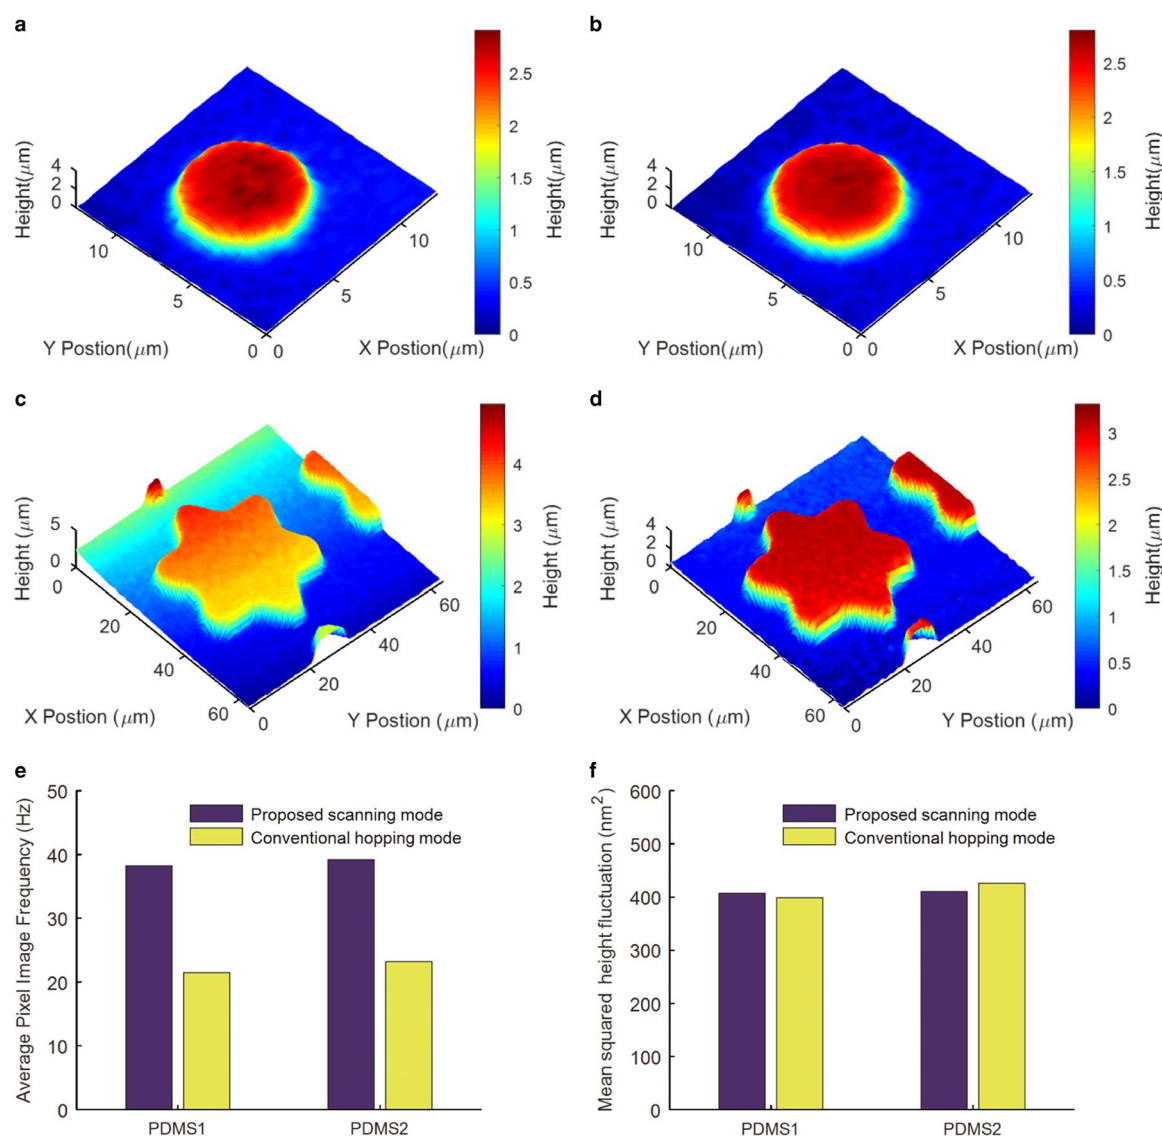 a
2.5
2
1.5
1
0.5
0
Height(μm)
4
2
0
Height(μm)
10
5
0
0
5
10
Y Postion(μm)
X Postion(μm)
b
2.5
2
1.5
1
0.5
0
Height(μm)
4
2
0
Height(μm)
10
5
0
0
5
10
Y Postion(μm)
X Postion(μm)
c
4
3
2
1
0
Height (μm)
5
0
Height (μm)
0
20
40
60
0
20
40
60
X Postion (μm)
Y Postion (μm)
d
3
2.5
2
1.5
1
0.5
0
Height (μm)
4
2
0
Height (μm)
0
20
40
60
0
20
40
60
X Postion (μm)
Y Postion (μm)
e
50
40
30
20
10
0
Average Pixel Image Frequency (Hz)
Proposed scanning mode
Conventional hopping mode
PDMS1
PDMS2
f
600
500
400
300
200
100
0
Mean squared height fluctuation (nm²)
Proposed scanning mode
Conventional hopping mode
PDMS1
PDMS2